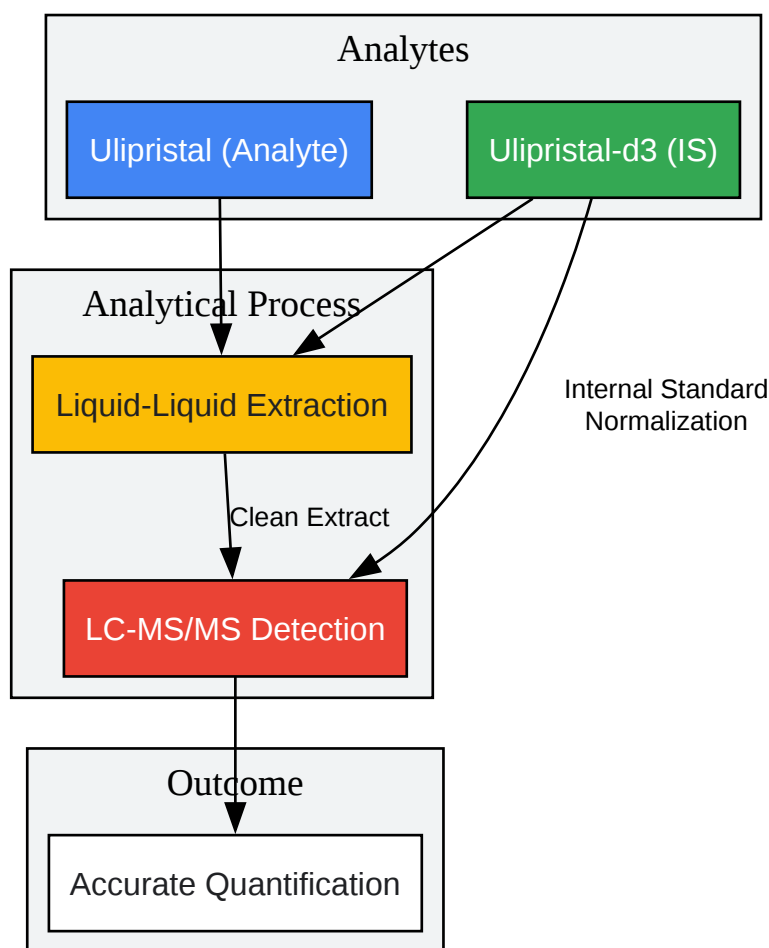 Analytes
Ulipristal (Analyte)
Ulipristal-d3 (IS)
Analytical Process
Liquid-Liquid Extraction
Internal Standard
Normalization
Clean Extract
LC-MS/MS Detection
Outcome
Accurate Quantification